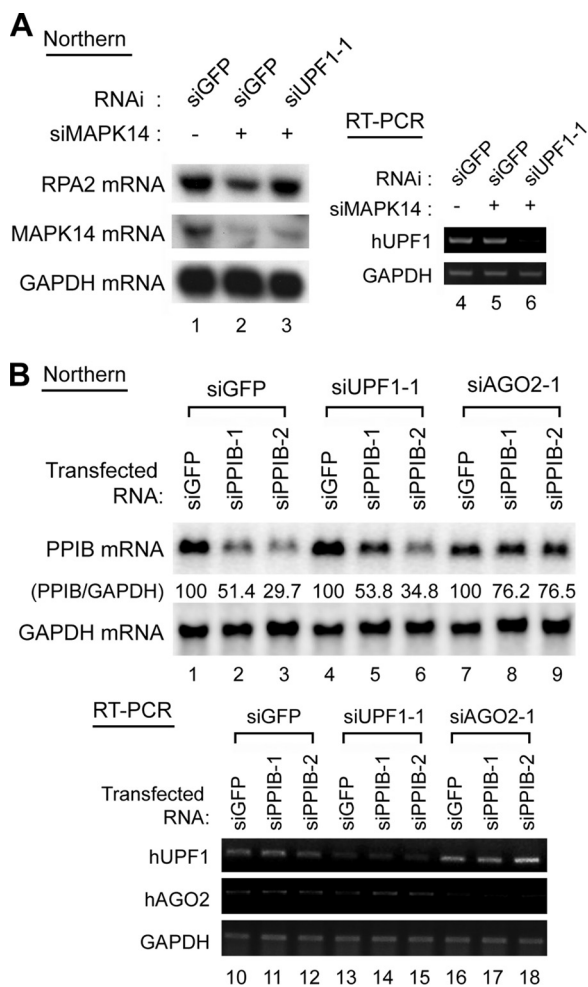 A Northern
RNAi : siGFP siGFP siUPF1-1
siMAPK14 : - + +
RPA2 mRNA
MAPK14 mRNA
GAPDH mRNA
1 2 3
RT-PCR
RNAi : siGFP siGFP siUPF1-1
siMAPK14 : - + +
hUPF1
GAPDH
4 5 6
B Northern
siGFP siUPF1-1 siAGO2-1
Transfected
RNA: siGFP siPPIB-1 siPPIB-2 siGFP siPPIB-1 siPPIB-2 siGFP siPPIB-1 siPPIB-2
PPIB mRNA
(PPIB/GAPDH) 100 51.4 29.7 100 53.8 34.8 100 76.2 76.5
GAPDH mRNA
1 2 3 4 5 6 7 8 9
RT-PCR
siGFP siUPF1-1 siAGO2-1
Transfected
RNA: siGFP siPPIB-1 siPPIB-2 siGFP siPPIB-1 siPPIB-2 siGFP siPPIB-1 siPPIB-2
hUPF1
hAGO2
GAPDH
10 11 12 13 14 15 16 17 18